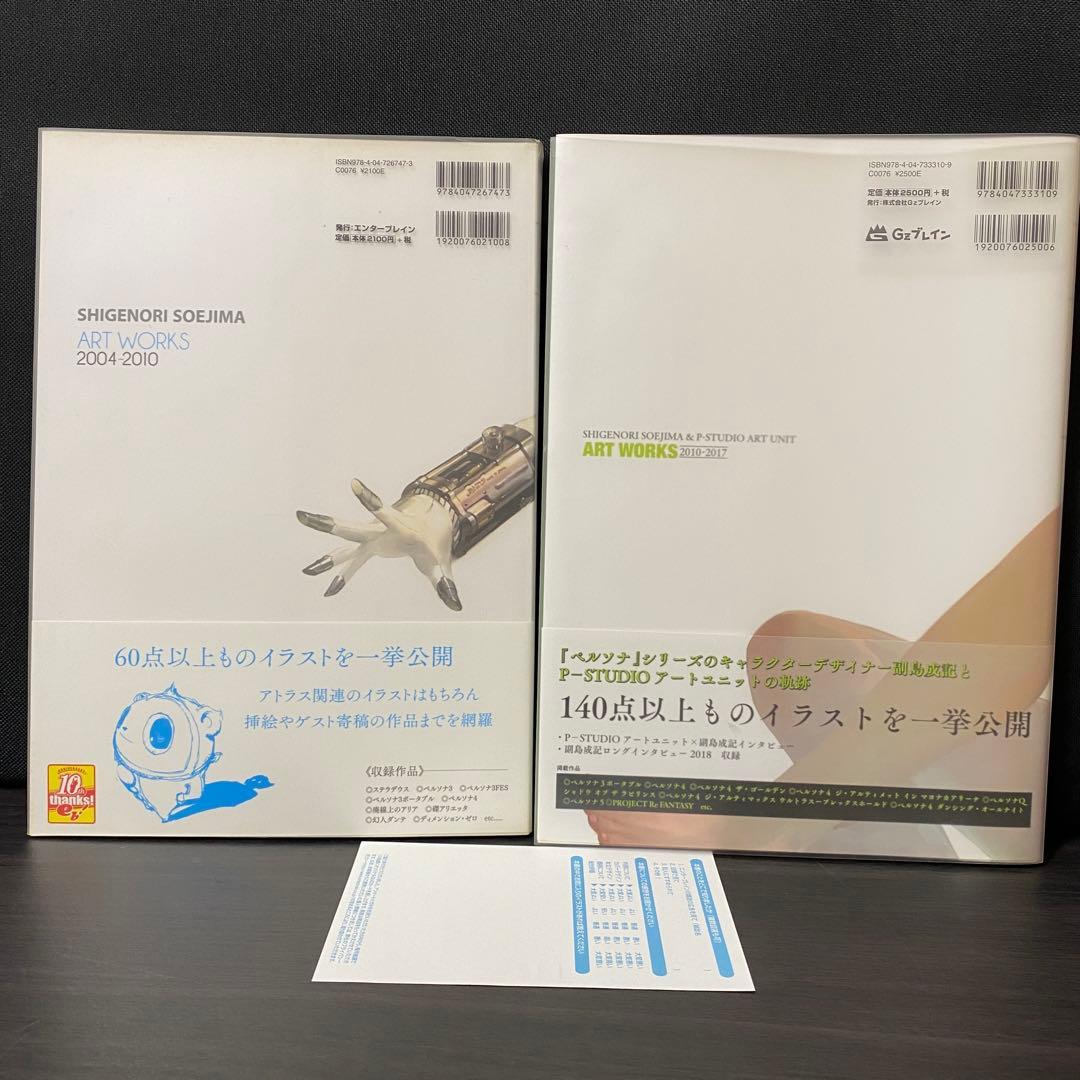 ISBN978-4-04-726747-3
C0076 ¥2100E
9784047267473
発行:エンターブレイン
定価 本体2100円 +税
1920076021008
SHIGENORI SOEJIMA
ART WORKS
2004-2010
60点以上ものイラストを一挙公開
アトラス関連のイラストはもちろん
挿絵やゲスト寄稿の作品までを網羅
《収録作品》
◎ステラデウス ◎ペルソナ3 ◎ペルソナ3FES
◎ペルソナ3ポータブル ◎ペルソナ4
◎廃線上のアリア ◎碟アリエッタ
◎幻人ダンテ ◎ディメンション・ゼロ etc.....
10th
thanks!
eb!
ISBN978-4-04-733310-9
C0076 ¥2500E
9784047333109
定価 本体2500円 +税
発行:株式会社Gzブレイン
Gzブレイン
1920076025006
SHIGENORI SOEJIMA & P-STUDIO ART UNIT
ART WORKS 2010-2017
『ペルソナ』シリーズのキャラクターデザイナー副島成記と
P−STUDIO アートユニットの軌跡
140点以上ものイラストを一挙公開
・P−STUDIO アートユニット×副島成記インタビュー
・副島成記ロングインタビュー2018 収録
掲載作品
◎ペルソナ3 ポータブル ◎ペルソナ4 ◎ペルソナ4 ザ・ゴールデン ◎ペルソナ4 ジ・アルティメット イン マヨナカアリーナ ◎ペルソナQ
シャドウ オブ ザ ラビリンス ◎ペルソナ4 ジ・アルティマックス ウルトラスープレックスホールド ◎ペルソナ4 ダンシング・オールナイト
◎ペルソナ5 ◎PROJECT Re FANTASY etc.